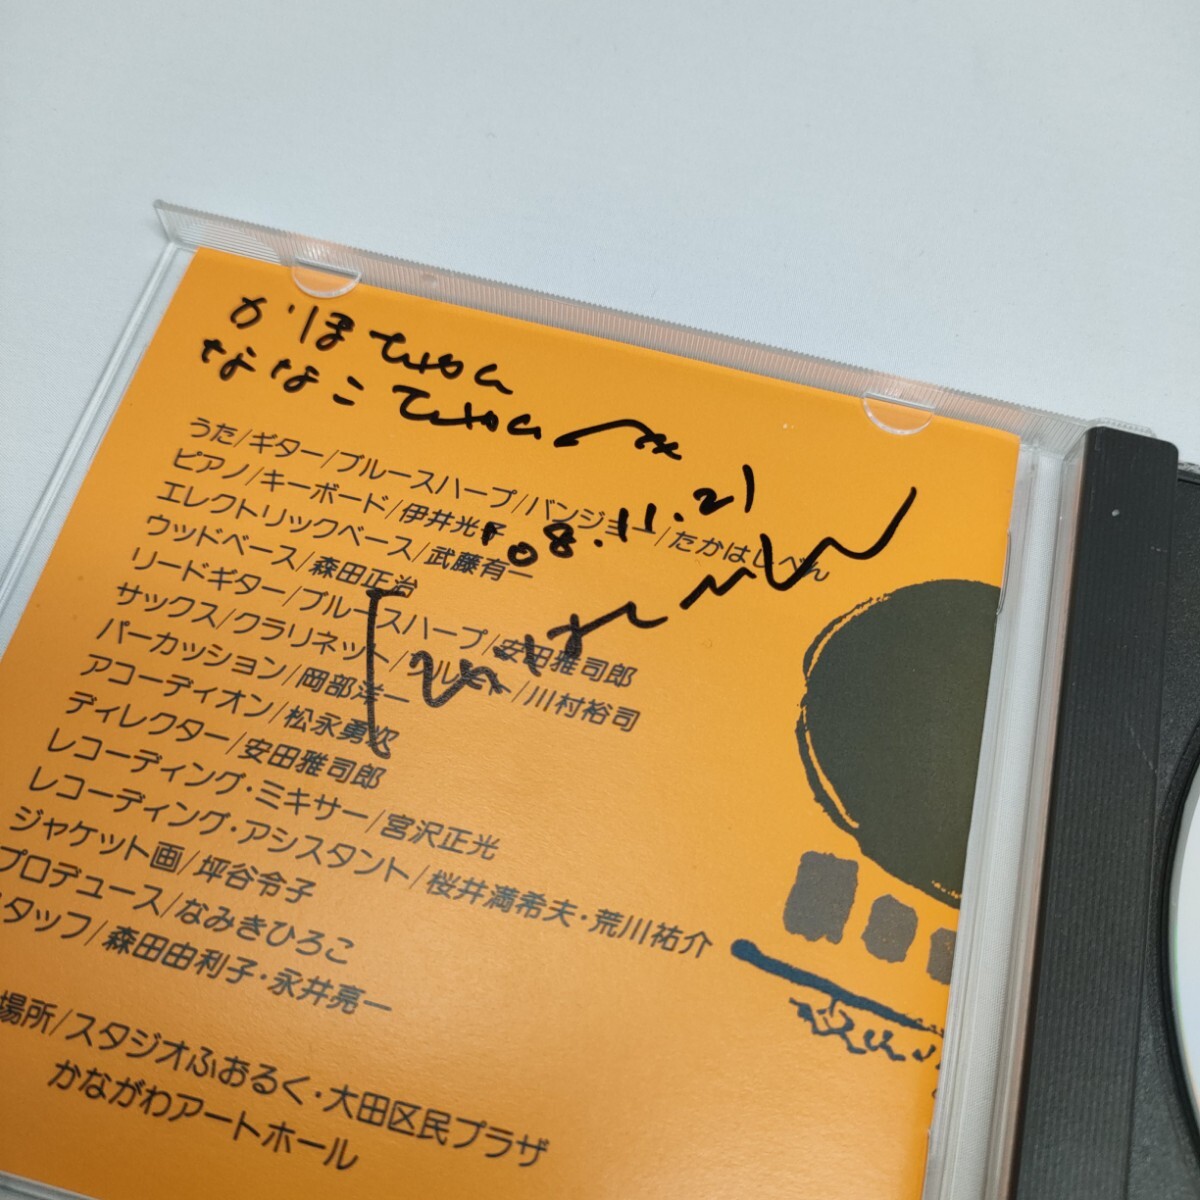 かほちゃん
ななこちゃんへ
'08.11.21
うた/ギター/ブルースハープ/バンジョー/たかはしべん
ピアノ/キーボード/伊井光子
エレクトリックベース/武藤有一
ウッドベース/森田正治
リードギター/ブルースハープ/安田雅司郎
サックス/クラリネット/フルート/川村裕司
パーカッション/岡部洋一
アコーディオン/松永勇次
ディレクター/安田雅司郎
レコーディング・ミキサー/宮沢正光
レコーディング・アシスタント/桜井満希夫・荒川祐介
ジャケット画/坪谷令子
プロデュース/なみきひろこ
タッフ/森田由利子・永井亮一
場所/スタジオふぉるく・大田区民プラザ
かながわアートホール